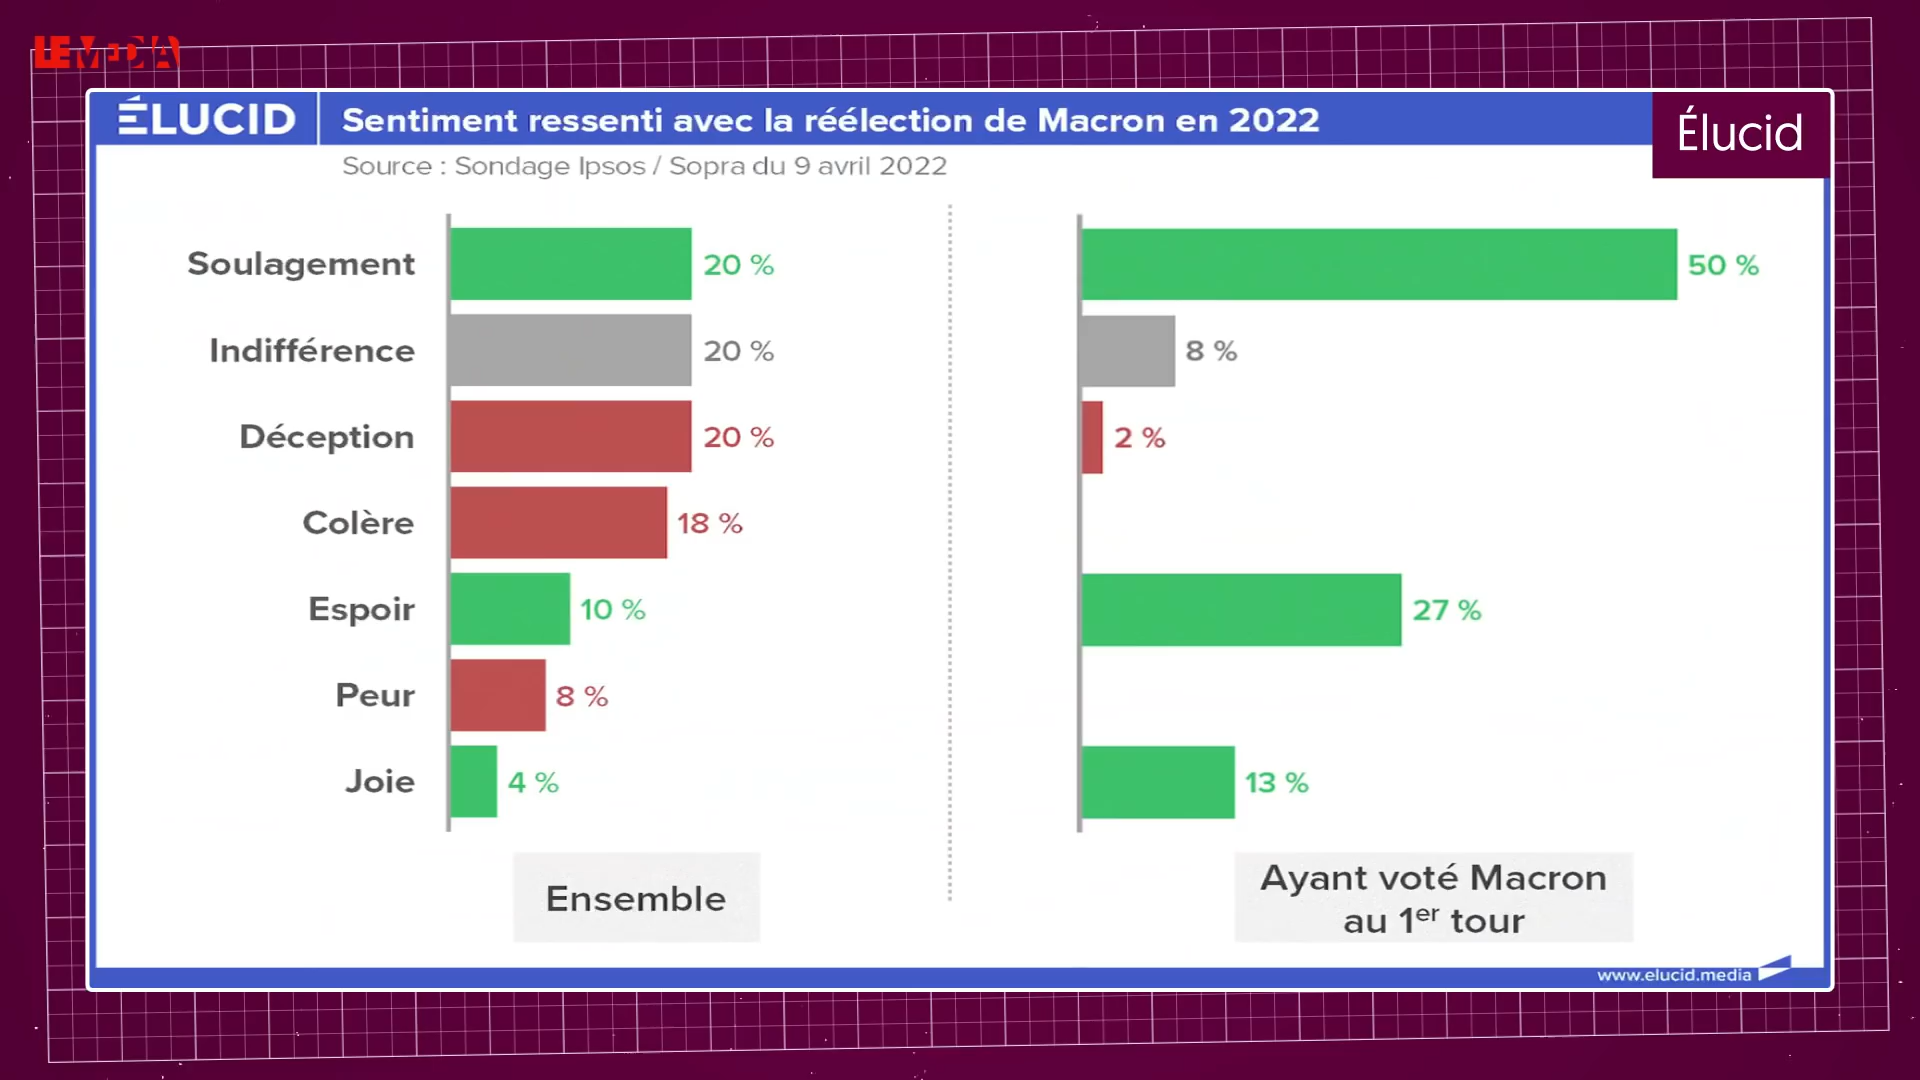 LE MEDIA
ÉLUCID
Sentiment ressenti avec la réélection de Macron en 2022
Élucid
Source : Sondage Ipsos / Sopra du 9 avril 2022
Soulagement 20 % 50 %
Indifférence 20 % 8 %
Déception 20 % 2 %
Colère 18 %
Espoir 10 % 27 %
Peur 8 %
Joie 4 % 13 %
Ensemble
Ayant voté Macron
au 1er tour
www.elucid.media